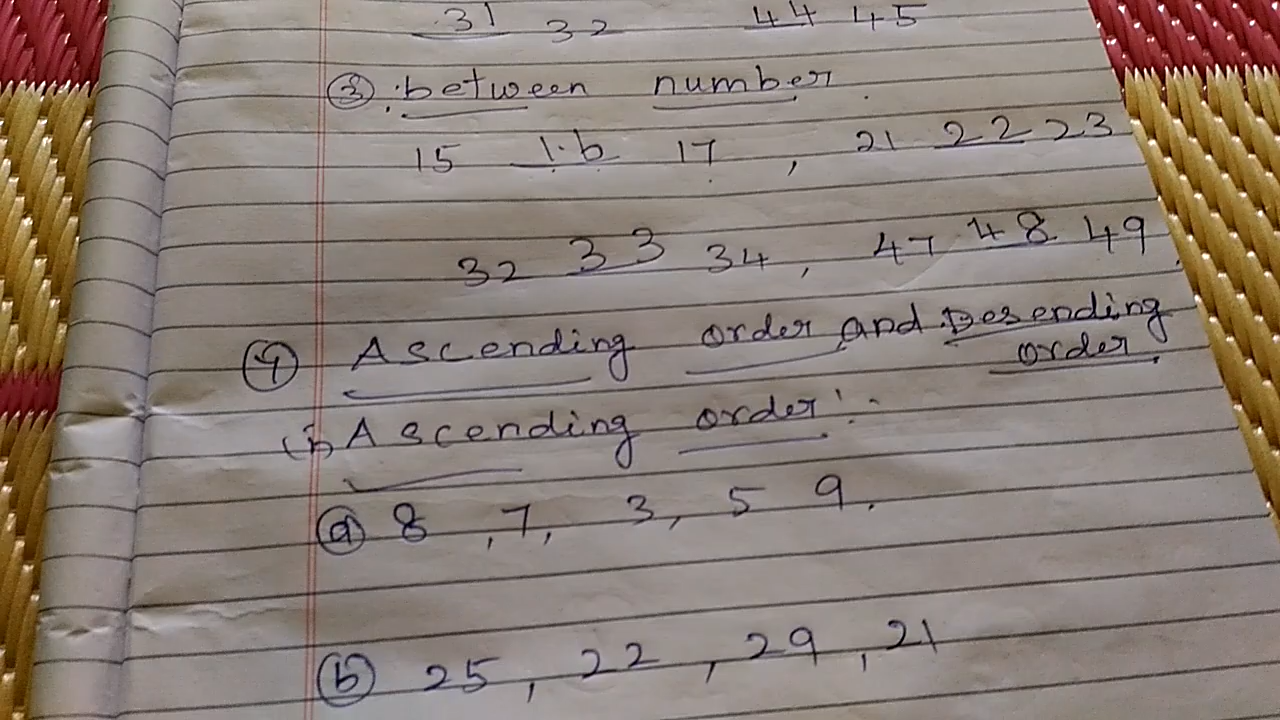 31 32 44 45
③ between number.
15 16 17 , 21 22 23
32 33 34 , 47 48 49.
④ Ascending order and Desending
order.
(i) Ascending order:-
ⓐ 8 , 7, 3, 5 9.
ⓑ 25 , 22 , 29 , 21